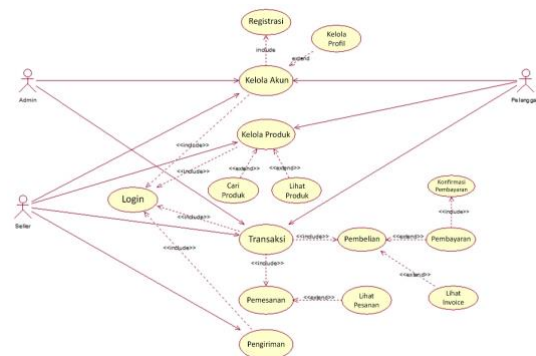 Registrasi
include
Kelola
Profil
extend
Kelola Akun
Admin
Pelangga
Kelola Produk
<<include>>
<<include>>
<<extend>>
<<extend>>
Cari
Produk
Lihat
Produk
Login
Konfirmasi
Pembayaran
<<include>>
<<include>>
Seller
Transaksi
<<include>>
Pembelian
<<extend>>
Pembayaran
<<include>>
<<include>>
<<extend>>
Pemesanan
<<extend>>
Lihat
Pesanan
Lihat
Invoice
Pengiriman